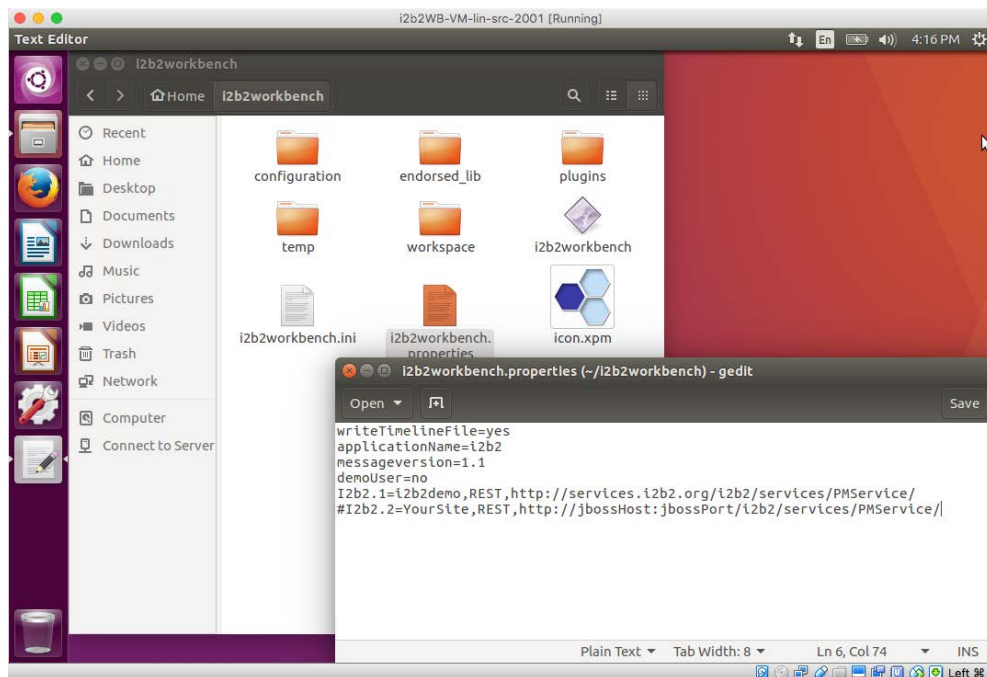 i2b2WB-VM-lin-src-2001 [Running]
Text Editor
En
4:16 PM
i2b2workbench
Home
i2b2workbench
Recent
Home
Desktop
Documents
Downloads
Music
Pictures
Videos
Trash
Network
Computer
Connect to Server
configuration
endorsed_lib
plugins
temp
workspace
i2b2workbench
i2b2workbench.ini
i2b2workbench.
properties
icon.xpm
i2b2workbench.properties (~/i2b2workbench) - gedit
Open
Save
writeTimelineFile=yes
applicationName=i2b2
messageversion=1.1
demoUser=no
I2b2.1=i2b2demo,REST,http://services.i2b2.org/i2b2/services/PMService/
#I2b2.2=YourSite,REST,http://jbossHost:jbossPort/i2b2/services/PMService/
Plain Text
Tab Width: 8
Ln 6, Col 74
INS
Left ⌘